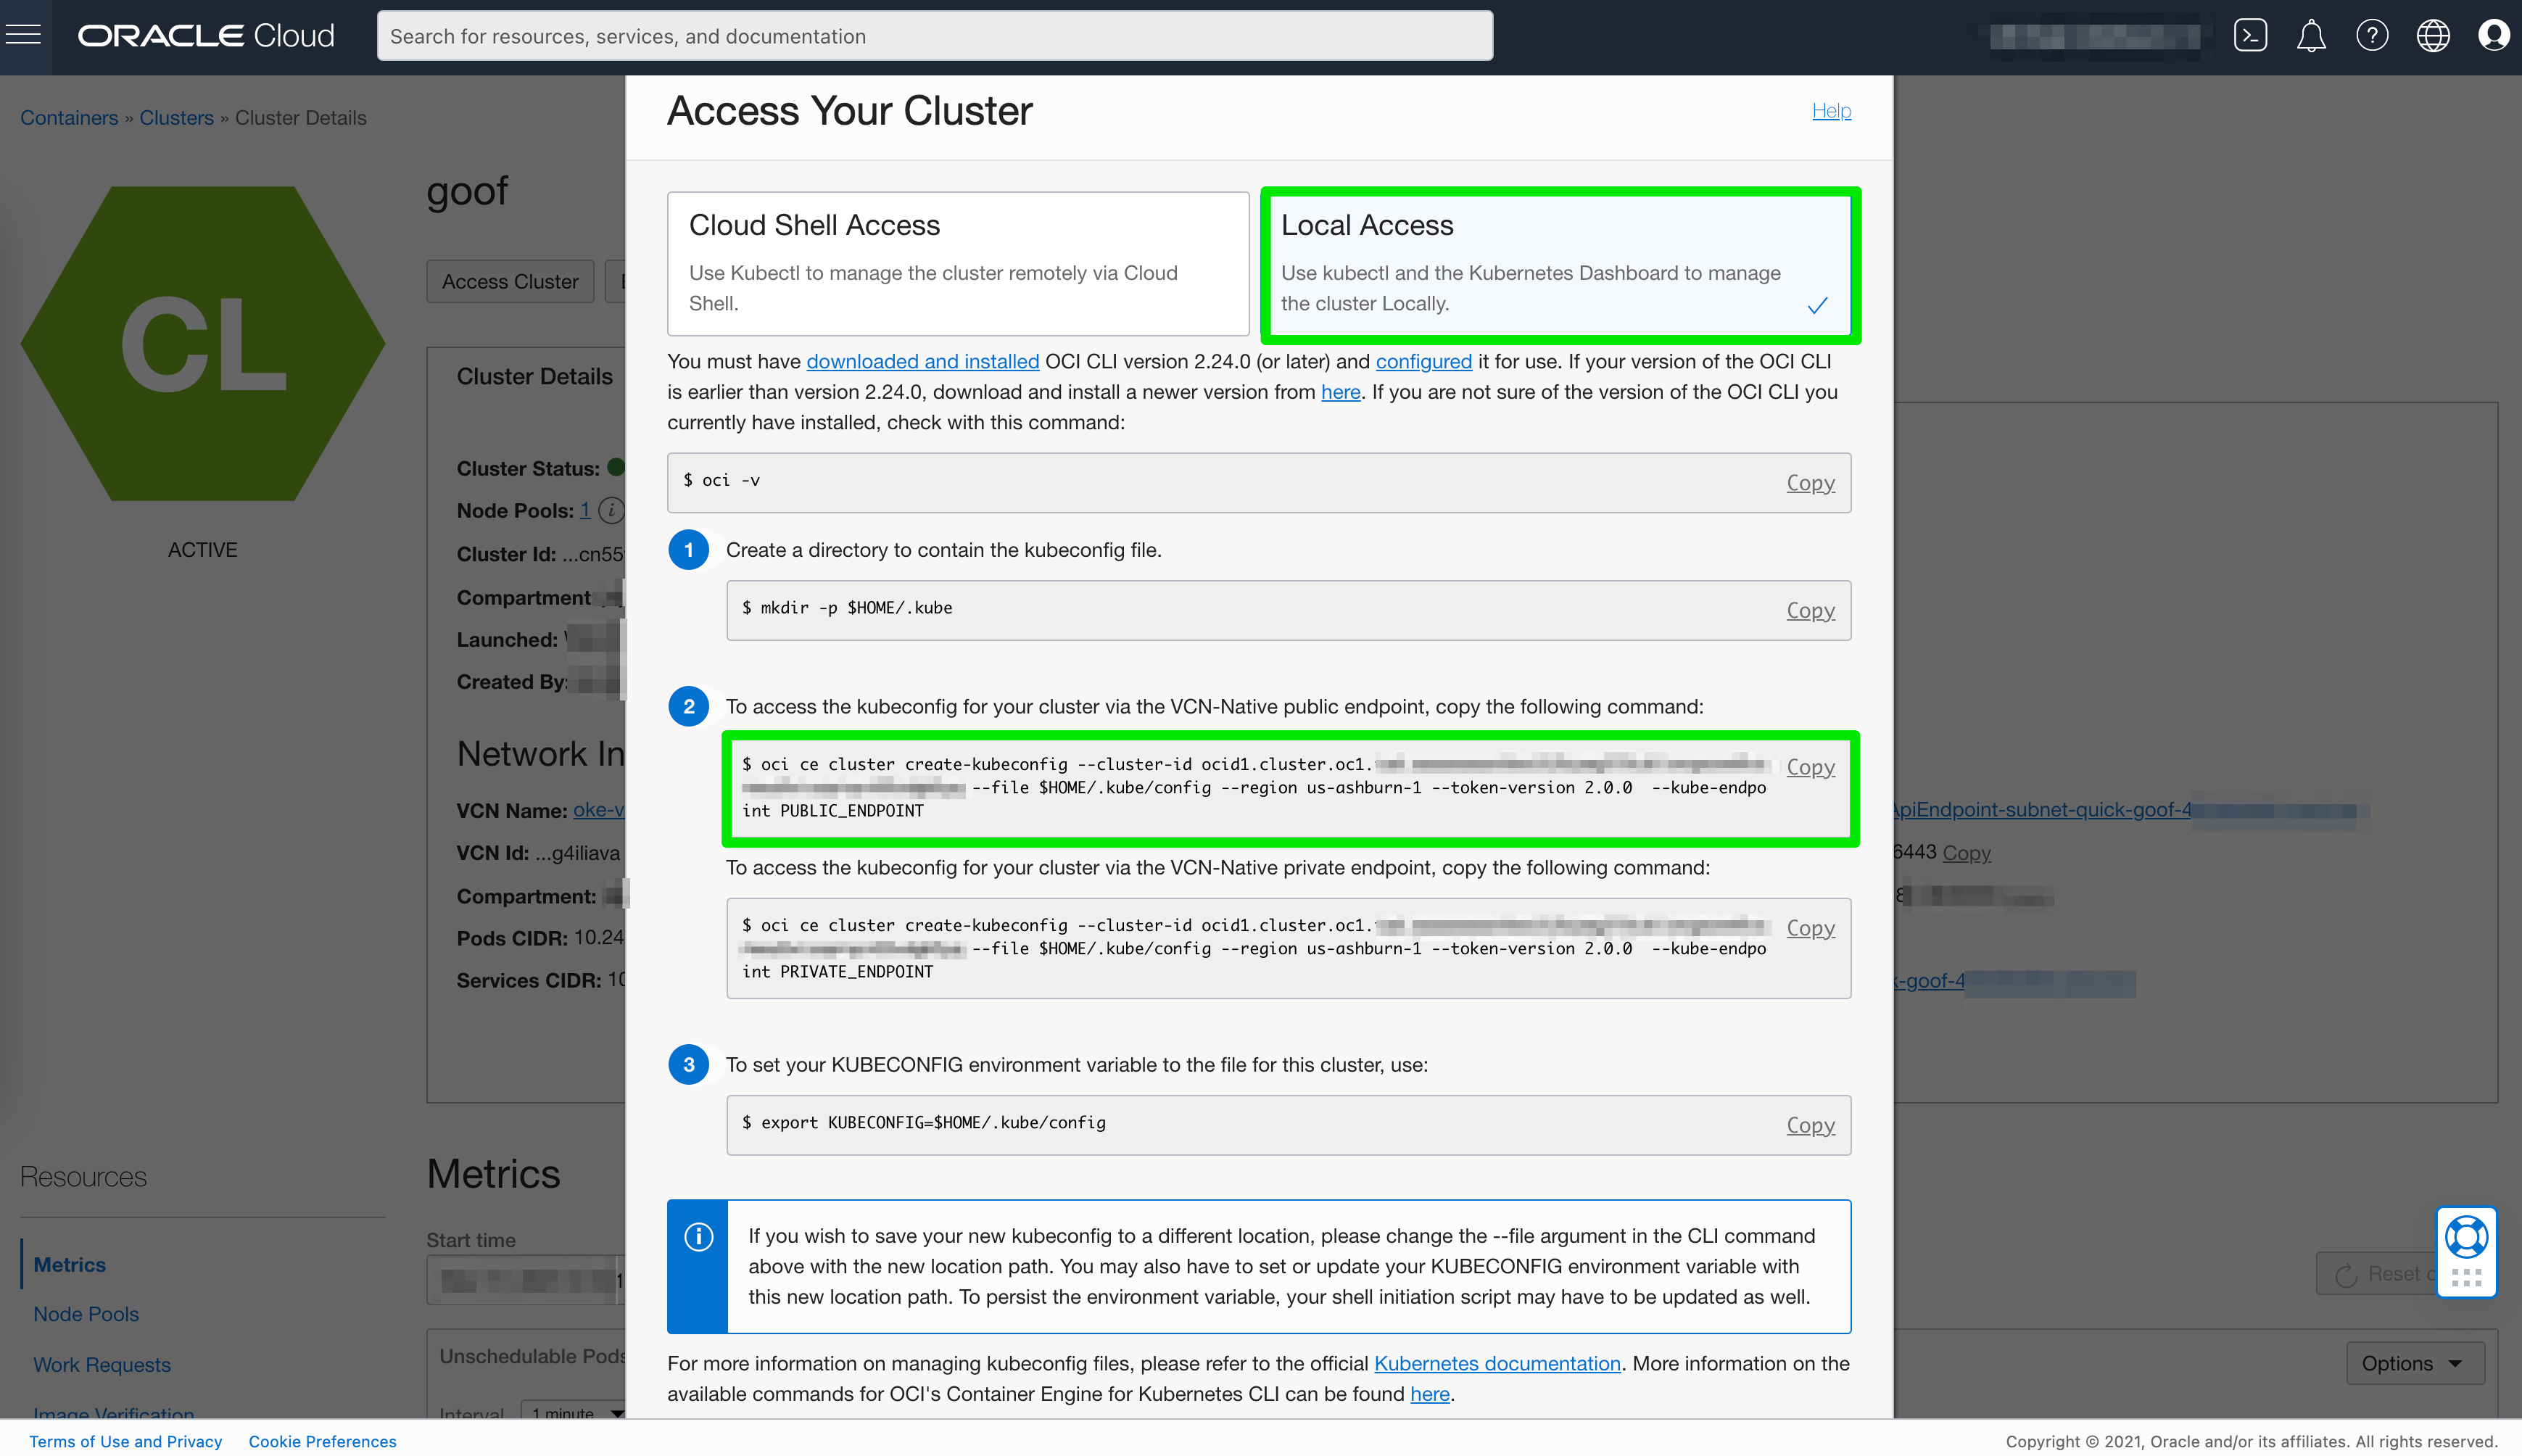 ORACLE Cloud
Search for resources, services, and documentation
Containers » Clusters » Cluster Details
CL
ACTIVE
goof
Access Cluster
Cluster Details
Cluster Status:
Node Pools: 1
Cluster Id: ...cn55
Compartment
Launched:
Created By:
Network In
VCN Name: oke-v
VCN Id: ...g4iliava
Compartment:
Pods CIDR: 10.24
Services CIDR: 10
Resources
Metrics
Node Pools
Work Requests
Image Verification
Metrics
Start time
Unschedulable Pods
Interval
1 minute
Access Your Cluster
Help
Cloud Shell Access
Use Kubectl to manage the cluster remotely via Cloud
Shell.
Local Access
Use kubectl and the Kubernetes Dashboard to manage
the cluster Locally.
You must have downloaded and installed OCI CLI version 2.24.0 (or later) and configured it for use. If your version of the OCI CLI
is earlier than version 2.24.0, download and install a newer version from here. If you are not sure of the version of the OCI CLI you
currently have installed, check with this command:
$ oci -v
Copy
1 Create a directory to contain the kubeconfig file.
$ mkdir -p $HOME/.kube
Copy
2 To access the kubeconfig for your cluster via the VCN-Native public endpoint, copy the following command:
$ oci ce cluster create-kubeconfig --cluster-id ocid1.cluster.oc1.
Copy
--file $HOME/.kube/config --region us-ashburn-1 --token-version 2.0.0  --kube-endpo
int PUBLIC_ENDPOINT
To access the kubeconfig for your cluster via the VCN-Native private endpoint, copy the following command:
$ oci ce cluster create-kubeconfig --cluster-id ocid1.cluster.oc1.
Copy
--file $HOME/.kube/config --region us-ashburn-1 --token-version 2.0.0  --kube-endpo
int PRIVATE_ENDPOINT
3 To set your KUBECONFIG environment variable to the file for this cluster, use:
$ export KUBECONFIG=$HOME/.kube/config
Copy
If you wish to save your new kubeconfig to a different location, please change the --file argument in the CLI command
above with the new location path. You may also have to set or update your KUBECONFIG environment variable with
this new location path. To persist the environment variable, your shell initiation script may have to be updated as well.
For more information on managing kubeconfig files, please refer to the official Kubernetes documentation. More information on the
available commands for OCI's Container Engine for Kubernetes CLI can be found here.
ApiEndpoint-subnet-quick-goof-4
6443 Copy
-goof-4
Reset
Options
Terms of Use and Privacy
Cookie Preferences
Copyright © 2021, Oracle and/or its affiliates. All rights reserved.